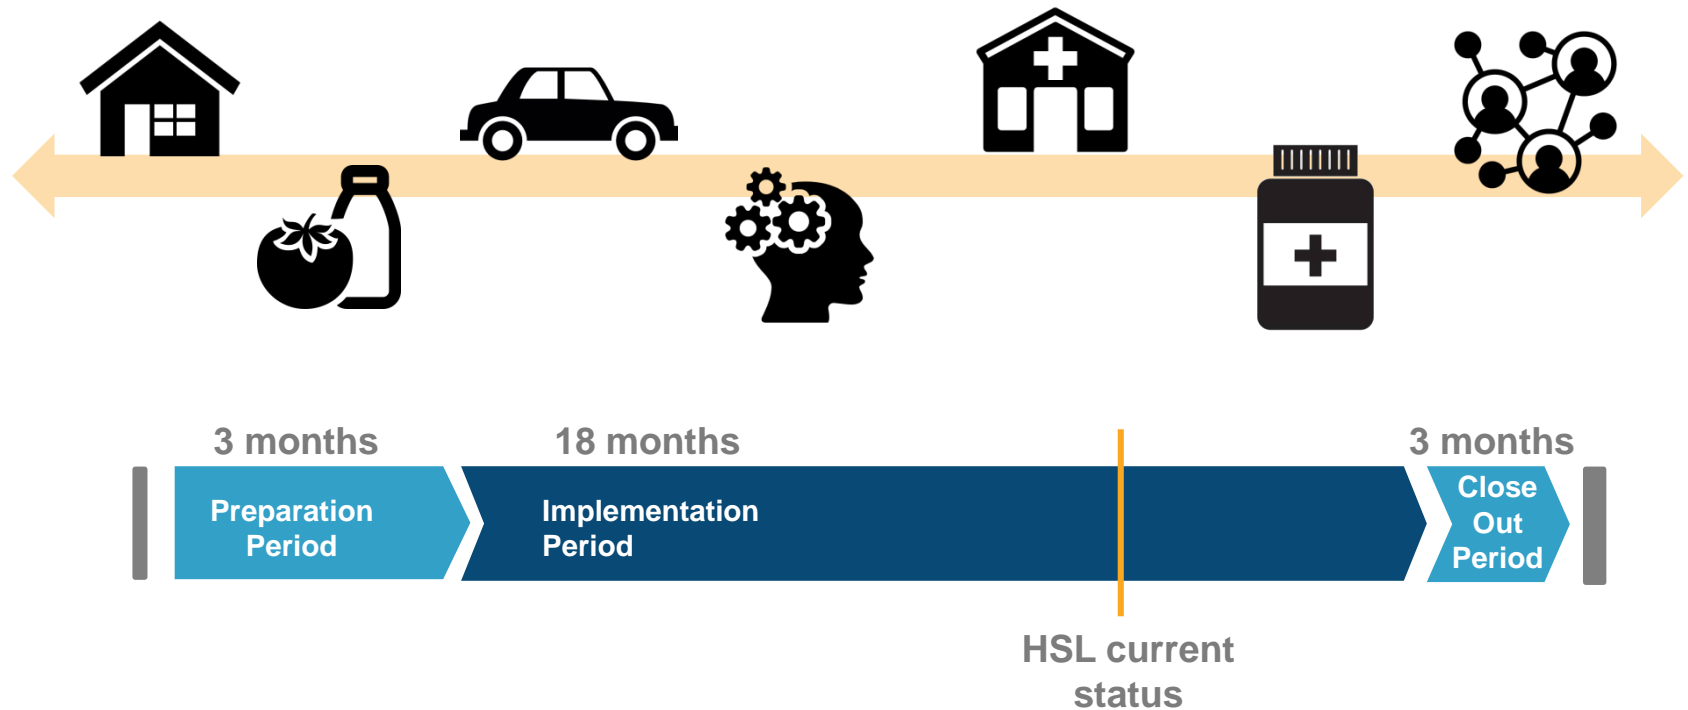 3 months
18 months
3 months
Preparation
Period
Implementation
Period
Close
Out
Period
HSL current
status